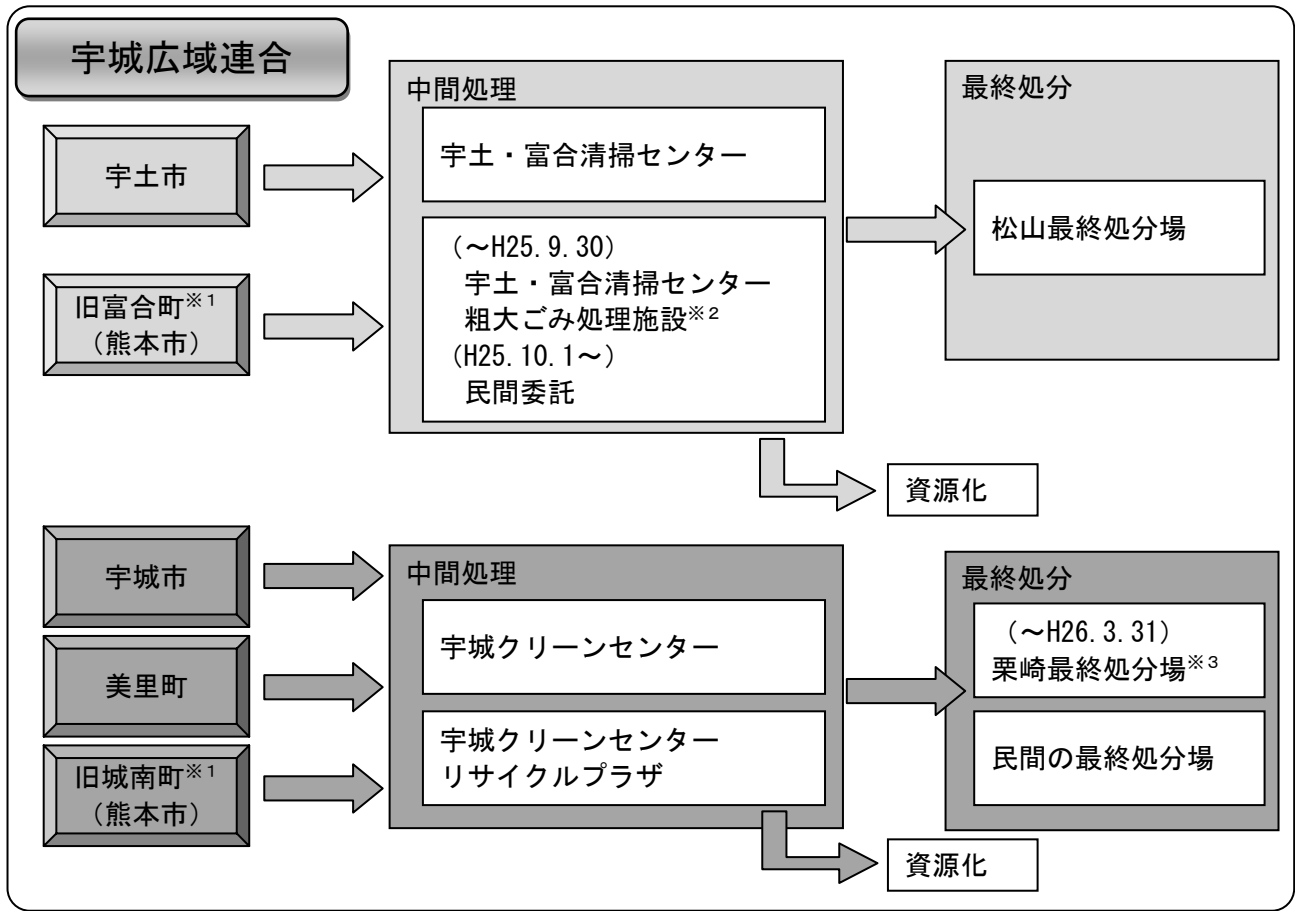 宇城広域連合
宇土市
旧富合町※1
（熊本市）
中間処理
宇土・富合清掃センター
（～H25.9.30）
宇土・富合清掃センター
粗大ごみ処理施設※2
（H25.10.1～）
民間委託
最終処分
松山最終処分場
資源化
宇城市
美里町
旧城南町※1
（熊本市）
中間処理
宇城クリーンセンター
宇城クリーンセンター
リサイクルプラザ
最終処分
（～H26.3.31）
栗崎最終処分場※3
民間の最終処分場
資源化